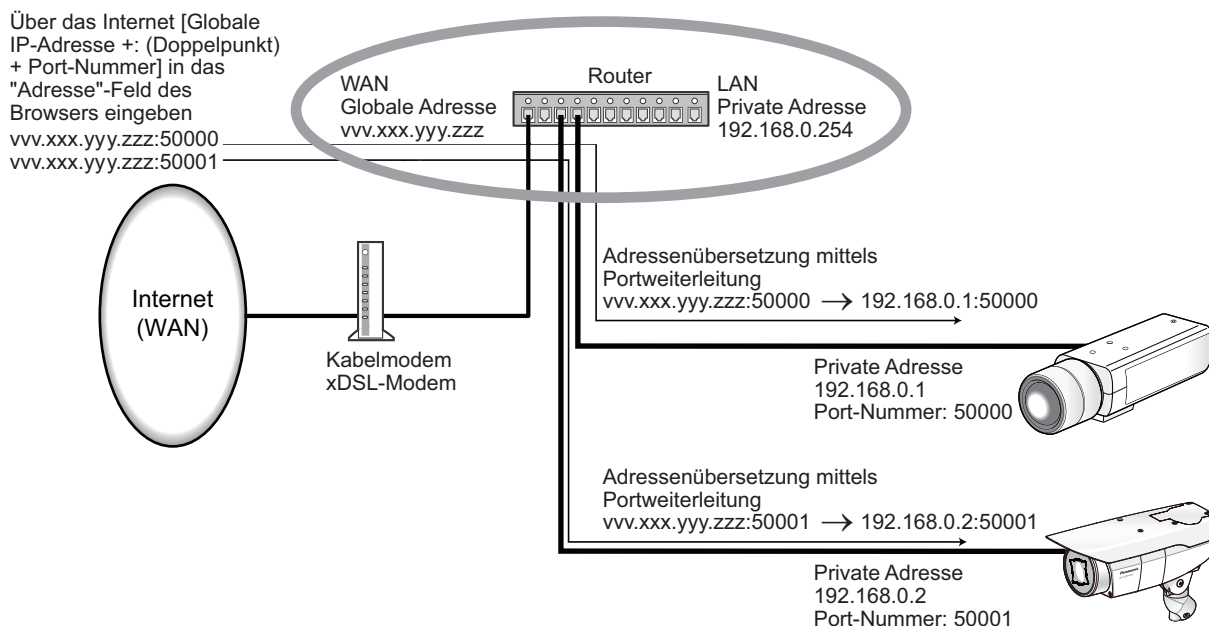 Über das Internet [Globale
IP-Adresse +: (Doppelpunkt)
+ Port-Nummer] in das
"Adresse"-Feld des
Browsers eingeben
vvv.xxx.yyy.zzz:50000
vvv.xxx.yyy.zzz:50001
WAN
Globale Adresse
vvv.xxx.yyy.zzz
Router
LAN
Private Adresse
192.168.0.254
Internet
(WAN)
Kabelmodem
xDSL-Modem
Adressenübersetzung mittels
Portweiterleitung
vvv.xxx.yyy.zzz:50000 → 192.168.0.1:50000
Private Adresse
192.168.0.1
Port-Nummer: 50000
Adressenübersetzung mittels
Portweiterleitung
vvv.xxx.yyy.zzz:50001 → 192.168.0.2:50001
Panasonic
Private Adresse
192.168.0.2
Port-Nummer: 50001